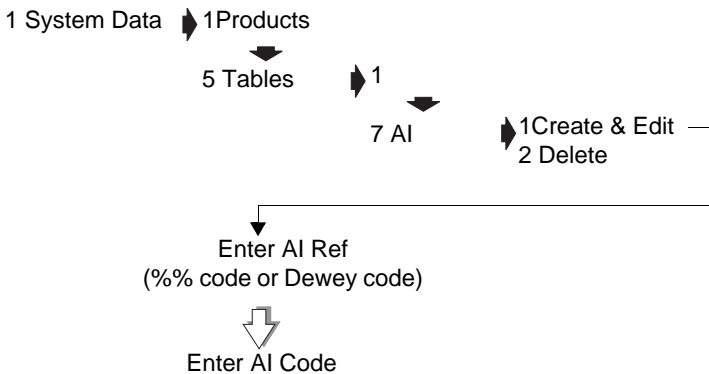 1 System Data 1Products
5 Tables 1
7 AI 1Create & Edit
2 Delete
Enter AI Ref
(%% code or Dewey code)
Enter AI Code